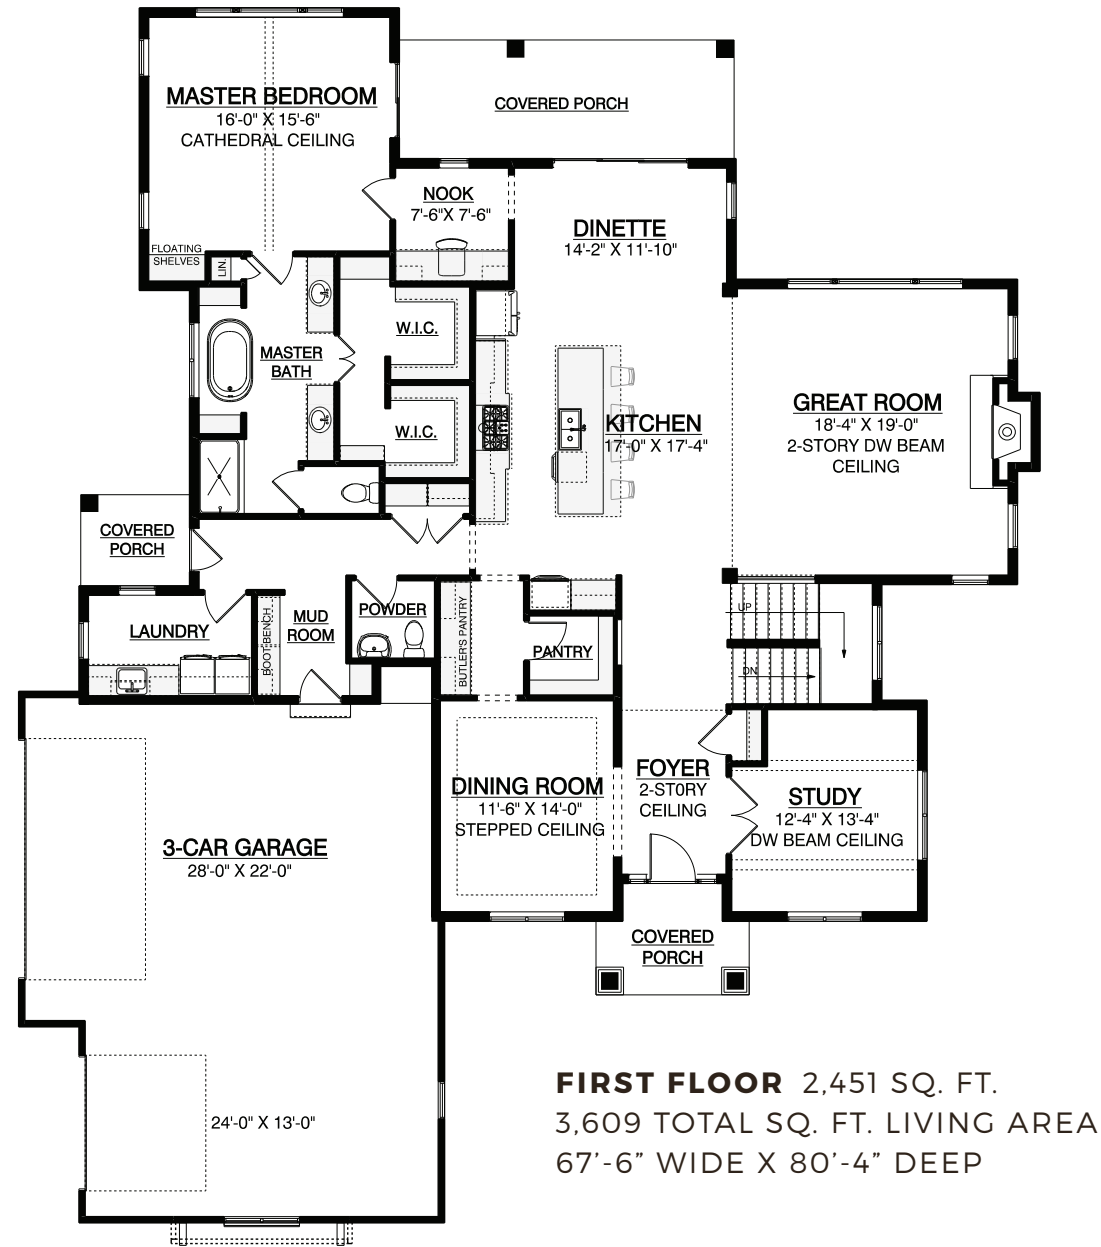 MASTER BEDROOM
16'-0" X 15'-6"
CATHEDRAL CEILING
COVERED PORCH
NOOK
7'-6"X 7'-6"
DINETTE
14'-2" X 11'-10"
FLOATING
SHELVES
LIN.
W.I.C.
MASTER
BATH
W.I.C.
KITCHEN
17'-0" X 17'-4"
GREAT ROOM
18'-4" X 19'-0"
2-STORY DW BEAM
CEILING
COVERED
PORCH
LAUNDRY
BOOT BENCH
MUD
ROOM
POWDER
BUTLER'S PANTRY
PANTRY
UP
DN
DINING ROOM
11'-6" X 14'-0"
STEPPED CEILING
FOYER
2-ST0RY
CEILING
STUDY
12'-4" X 13'-4"
DW BEAM CEILING
3-CAR GARAGE
28'-0" X 22'-0"
COVERED
PORCH
24'-0" X 13'-0"
FIRST FLOOR 2,451 SQ. FT.
3,609 TOTAL SQ. FT. LIVING AREA
67’-6” WIDE X 80’-4” DEEP